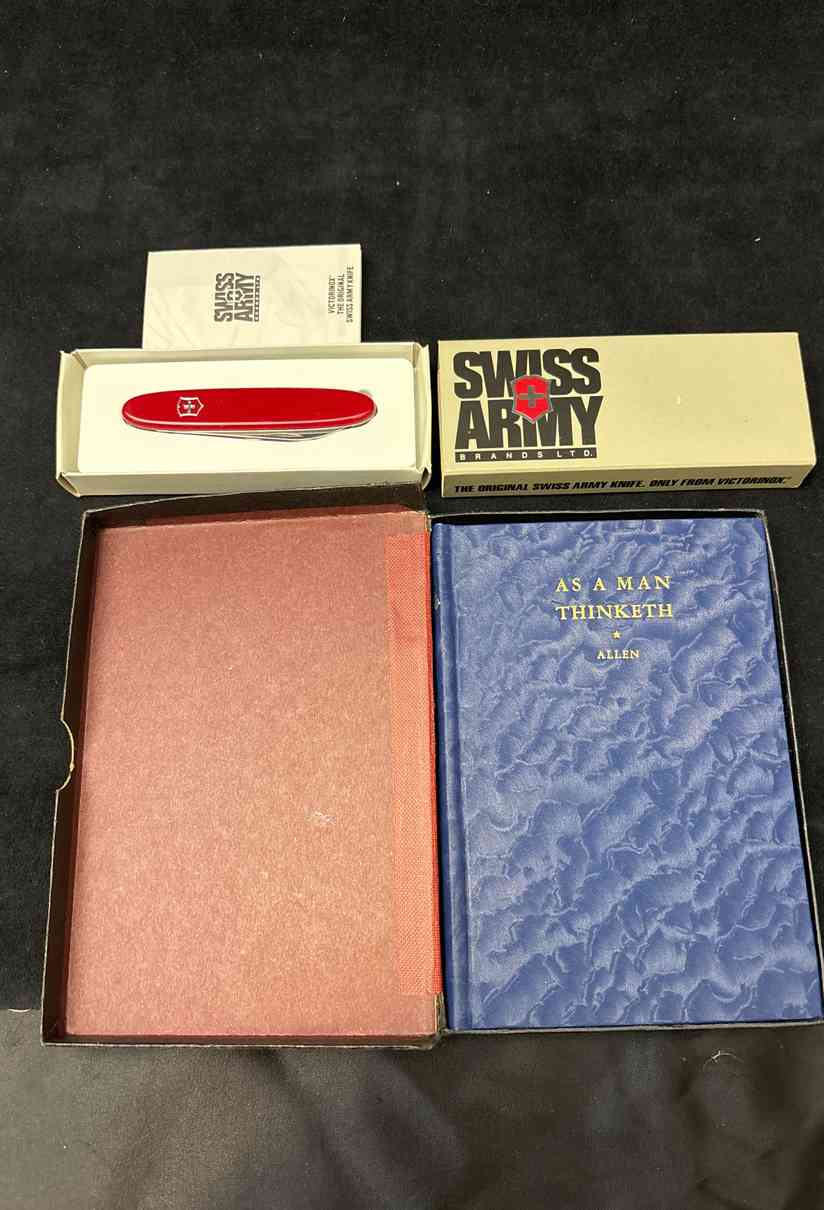 SWISS
ARMY
VICTORINOX®
THE ORIGINAL
SWISS ARMY KNIFE
SWISS
ARMY
BRANDS LTD.
THE ORIGINAL SWISS ARMY KNIFE. ONLY FROM VICTORINOX.®
AS A MAN
THINKETH
★
ALLEN